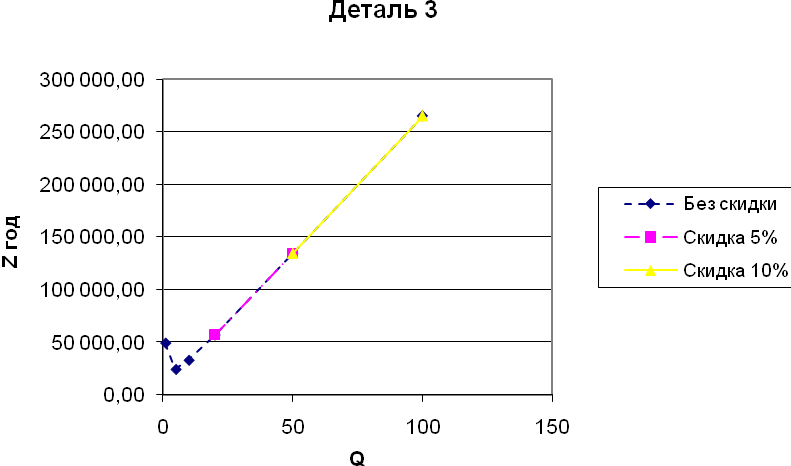 Деталь 3
300 000,00
250 000,00
200 000,00
150 000,00
100 000,00
50 000,00
0,00
Z год
0 50 100 150
Q
Без скидки
Скидка 5%
Скидка 10%